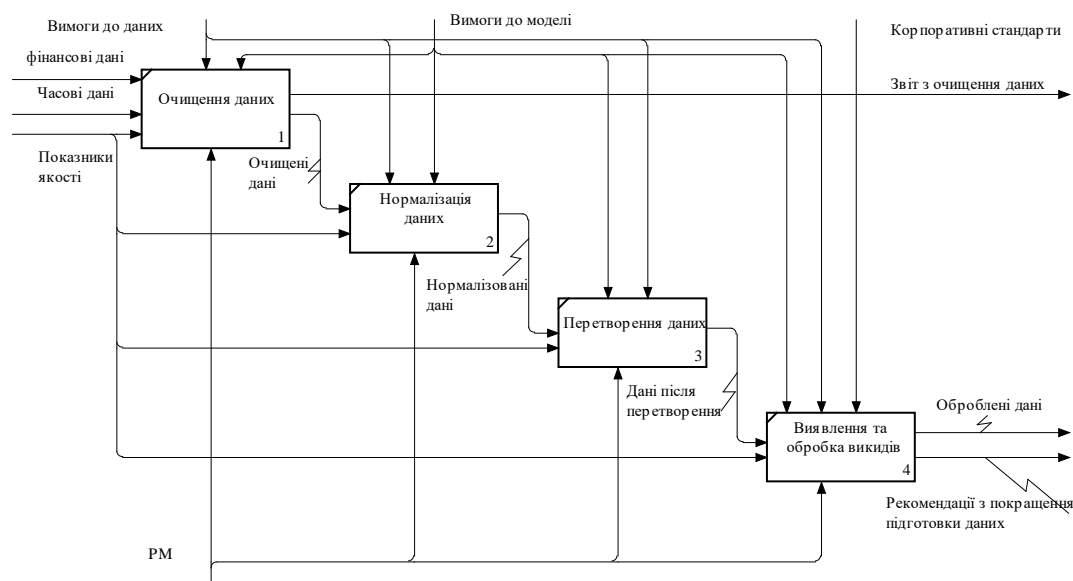 Вимоги до даних
Вимоги до моделі
Корпоративні стандарти
фінансові дані
Часові дані
Звіт з очищення даних
Очищення даних
1
Показники
якості
Очищені
дані
Нормалізація
даних
2
Нормалізовані
дані
Перетворення даних
3
Дані після
перетворення
Оброблені дані
Виявлення та
обробка викидів
4
Рекомендації з покращення
підготовки даних
РМ